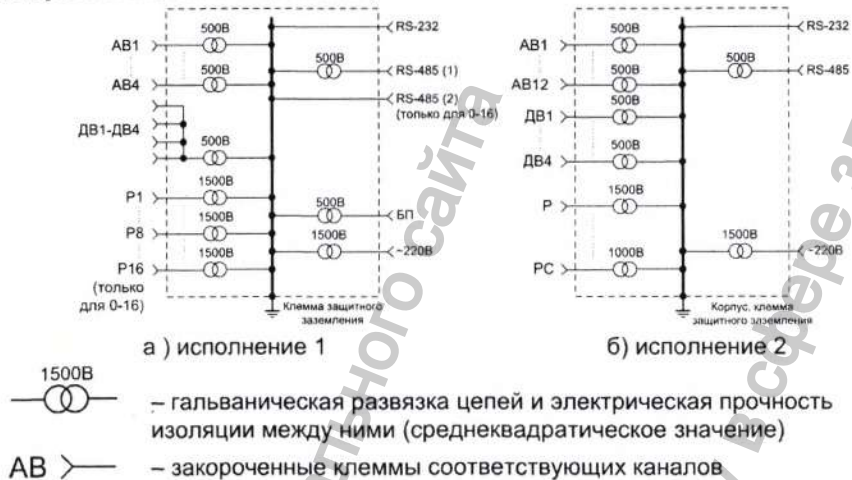 500В
АВ1
500В
АВ4
ДВ1-ДВ4
500В
1500В
Р1
1500В
Р8
1500В
Р16
(только
для 0-16)
RS-232
500В
RS-485 (1)
RS-485 (2)
(только для 0-16)
500В
БП
1500В
~220В
Клемма защитного
заземления
а ) исполнение 1
500В
АВ1
500В
АВ12
500В
ДВ1
500В
ДВ4
1500В
Р
1000В
РС
RS-232
500В
RS-485
1500В
~220В
Корпус, клемма
защитного
б) исполнение 2
1500В
– гальваническая развязка цепей и электрическая прочность
изоляции между ними (среднеквадратическое значение)
АВ
– закороченные клеммы соответствующих каналов
сайта
в сфере